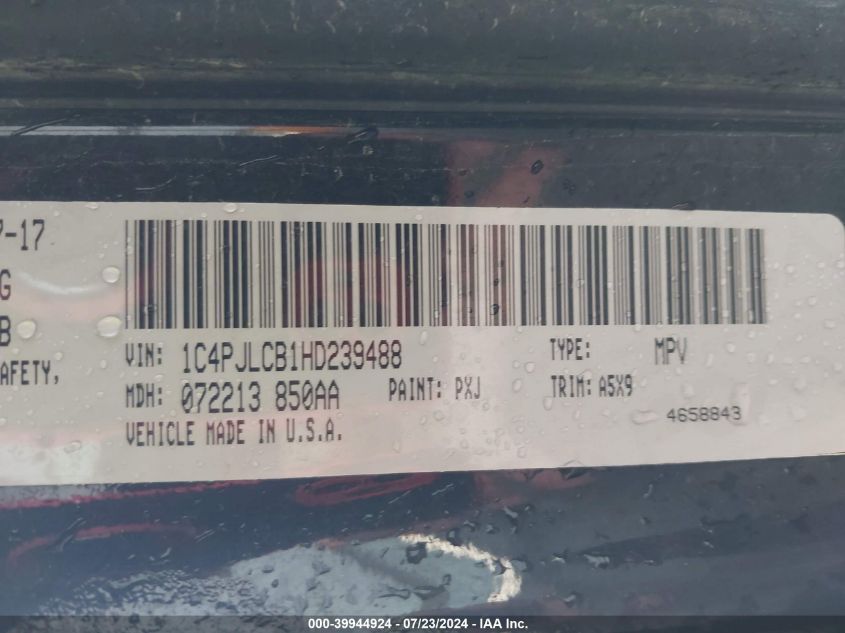 7-17
G
B
AFETY,
VIN: 1C4PJLCB1HD239488 TYPE: MPV
MDH: 072213 850AA PAINT: PXJ TRIM: A5X9
VEHICLE MADE IN U.S.A. 4658843
000-39944924 - 07/23/2024 - IAA Inc.